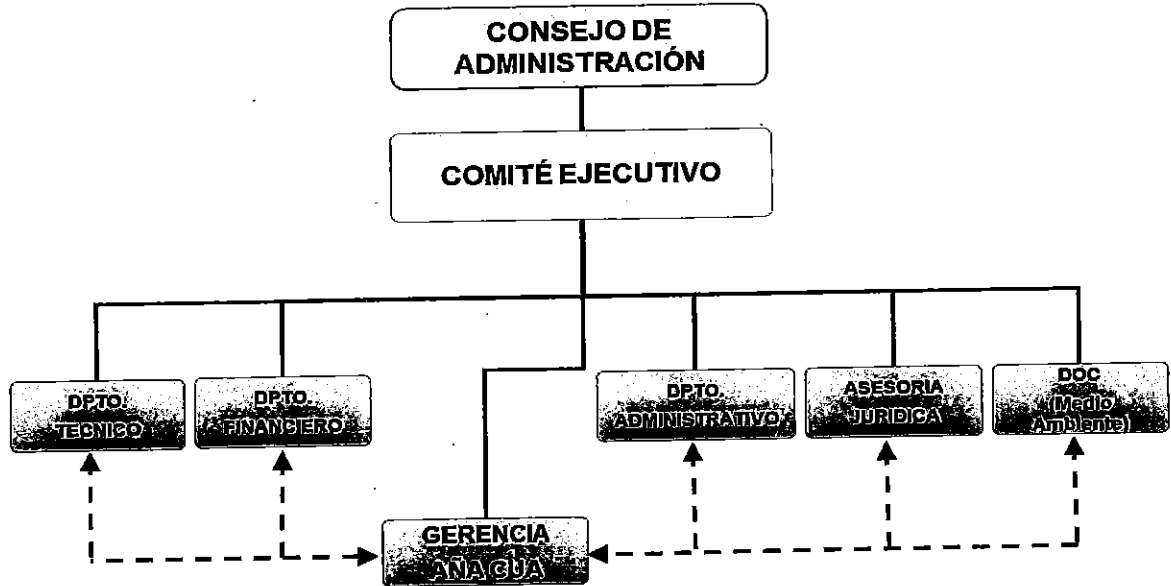 CONSEJO DE
ADMINISTRACIÓN
COMITÉ EJECUTIVO
DPTO.
TECNICO
DPTO.
FINANCIERO
DPTO.
ADMINISTRATIVO
ASESORIA
JURIDICA
DOC
(Medio
Ambiente)
GERENCIA
AÑA CUA